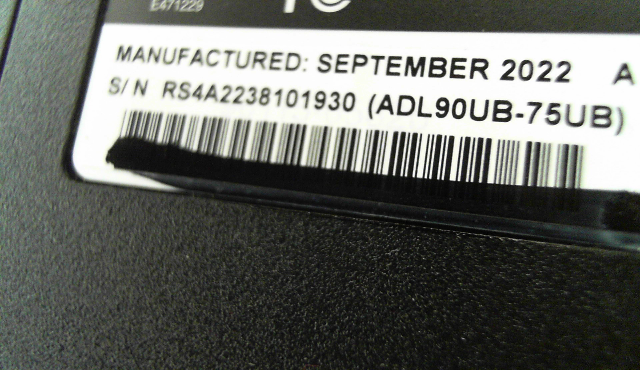 E471229
MANUFACTURED: SEPTEMBER 2022 A
S/N RS4A2238101930 (ADL90UB-75UB)